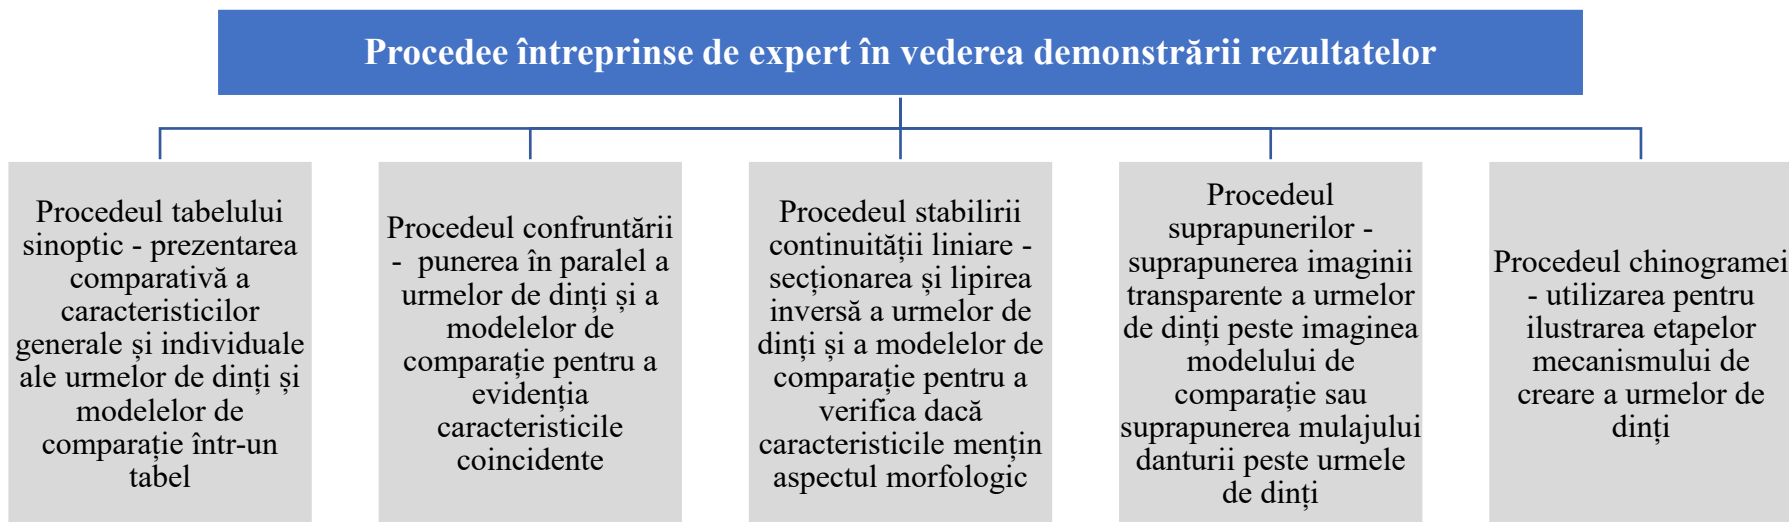 Procedee întreprinse de expert în vederea demonstrării rezultatelor
Procedeul tabelului
sinoptic - prezentarea
comparativă a
caracteristicilor
generale și individuale
ale urmelor de dinți și
modelelor de
comparație într-un
tabel
Procedeul confruntării
- punerea în paralel a
urmelor de dinți și a
modelelor de
comparație pentru a
evidenția
caracteristicile
coincidente
Procedeul stabilirii
continuității liniare -
secționarea și lipirea
inversă a urmelor de
dinți și a modelelor de
comparație pentru a
verifica dacă
caracteristicile mențin
aspectul morfologic
Procedeul
suprapunerilor -
suprapunerea imaginii
transparente a urmelor
de dinți peste imaginea
modelului de
comparație sau
suprapunerea mulajului
danturii peste urmele
de dinți
Procedeul chinogramei
- utilizarea pentru
ilustrarea etapelor
mecanismului de
creare a urmelor de
dinți